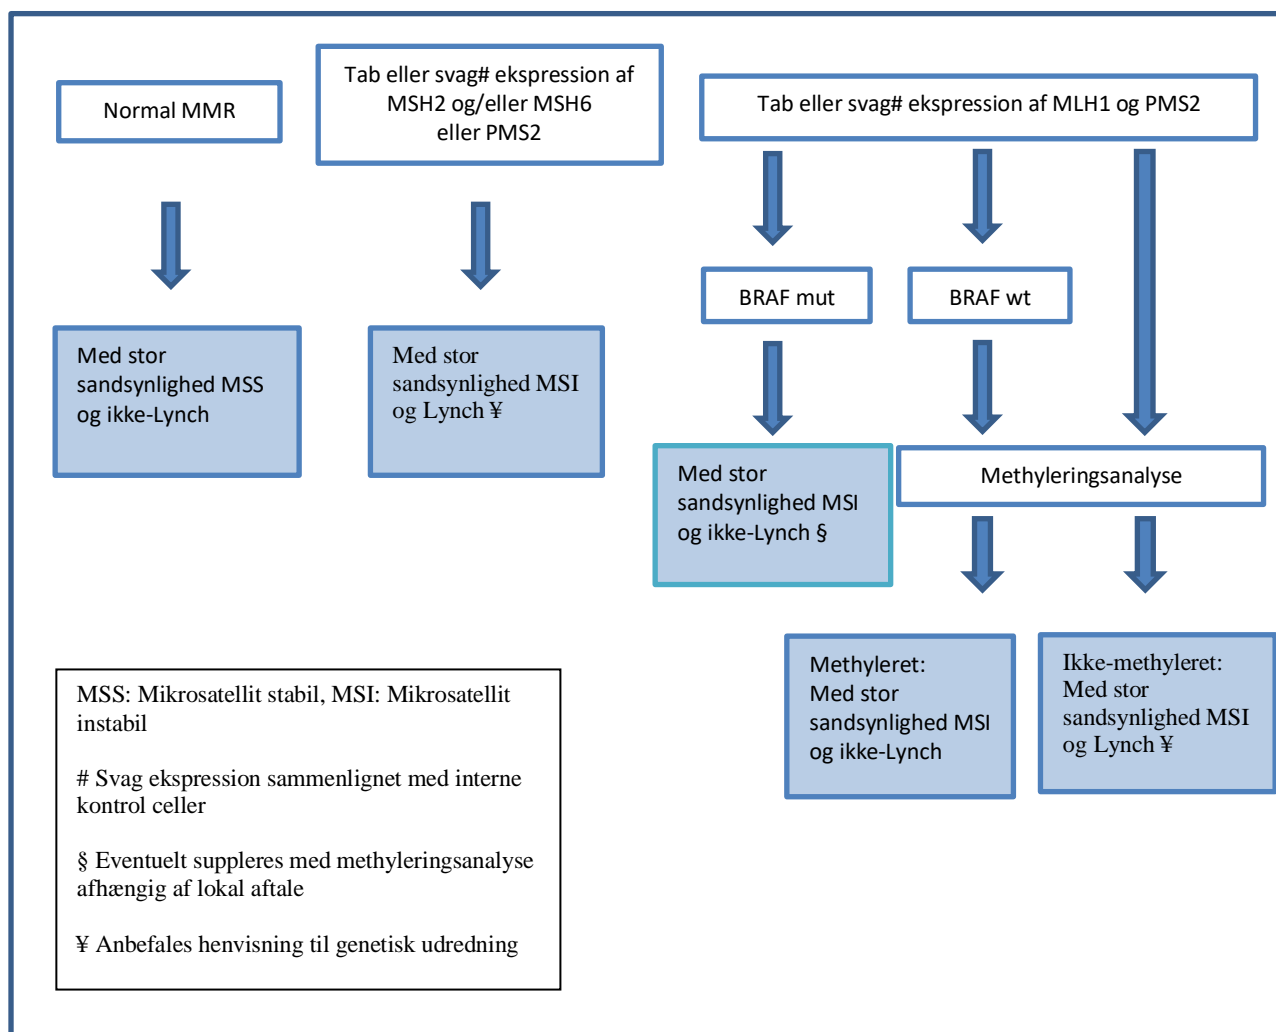 Normal MMR
Tab eller svag# ekspression af
MSH2 og/eller MSH6
eller PMS2
Tab eller svag# ekspression af MLH1 og PMS2
BRAF mut
BRAF wt
Med stor
sandsynlighed MSS
og ikke-Lynch
Med stor
sandsynlighed MSI
og Lynch ¥
Med stor
sandsynlighed MSI
og ikke-Lynch §
Methyleringsanalyse
Methyleret:
Med stor
sandsynlighed MSI
og ikke-Lynch
Ikke-methyleret:
Med stor
sandsynlighed MSI
og Lynch ¥
MSS: Mikrosatellit stabil, MSI: Mikrosatellit
instabil
# Svag ekspression sammenlignet med interne
kontrol celler
§ Eventuelt suppleres med methyleringsanalyse
afhængig af lokal aftale
¥ Anbefales henvisning til genetisk udredning